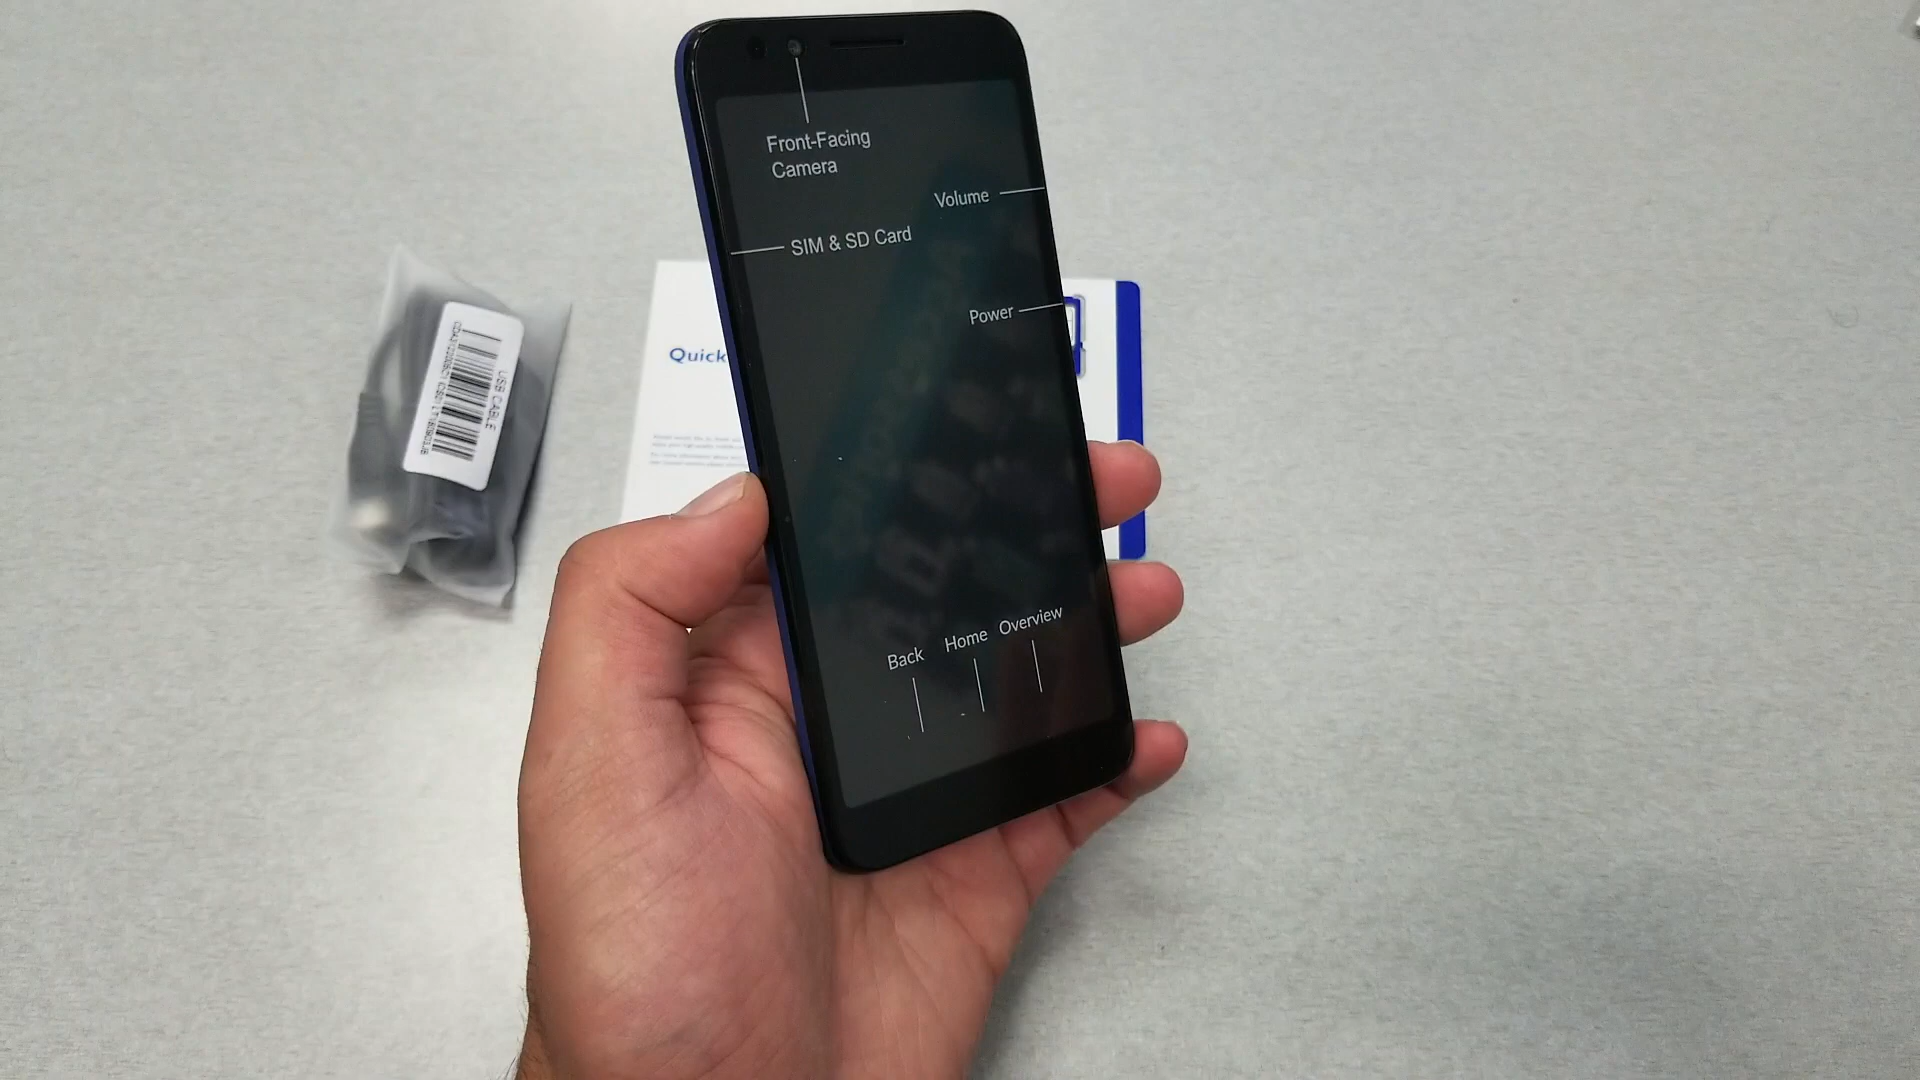 Front-Facing
Camera
Volume
SIM & SD Card
Power
Quick
USB CABLE
Back Home Overview